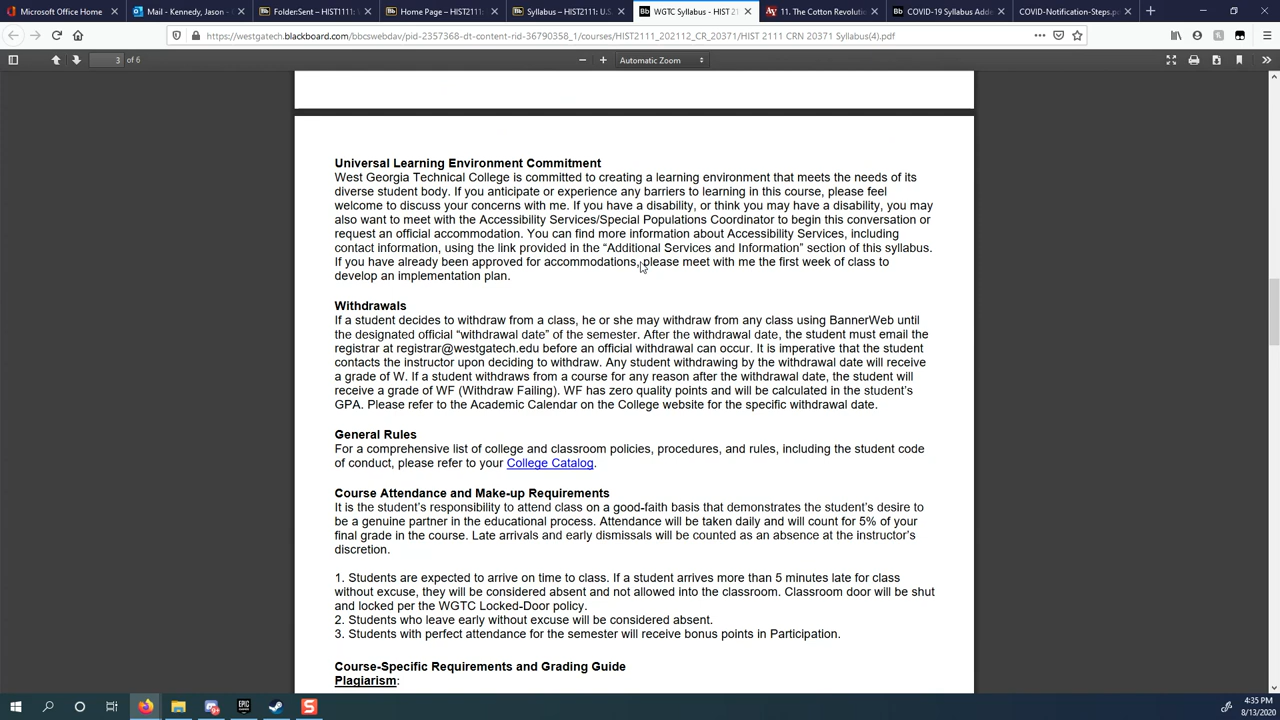 Microsoft Office Home
Mail - Kennedy, Jason -
FolderSent – HIST1111:
Home Page – HIST2111:
Syllabus – HIST2111: U.S.
WGTC Syllabus - HIST 21
11. The Cotton Revolutio
COVID-19 Syllabus Adde
COVID-Notification-Steps.pd
https://westgatech.blackboard.com/bbcswebdav/pid-2357368-dt-content-rid-36790358_1/courses/HIST2111_202112_CR_20371/HIST 2111 CRN 20371 Syllabus(4).pdf
3 of 6
Automatic Zoom
Universal Learning Environment Commitment
West Georgia Technical College is committed to creating a learning environment that meets the needs of its
diverse student body. If you anticipate or experience any barriers to learning in this course, please feel
welcome to discuss your concerns with me. If you have a disability, or think you may have a disability, you may
also want to meet with the Accessibility Services/Special Populations Coordinator to begin this conversation or
request an official accommodation. You can find more information about Accessibility Services, including
contact information, using the link provided in the “Additional Services and Information” section of this syllabus.
If you have already been approved for accommodations, please meet with me the first week of class to
develop an implementation plan.
Withdrawals
If a student decides to withdraw from a class, he or she may withdraw from any class using BannerWeb until
the designated official “withdrawal date” of the semester. After the withdrawal date, the student must email the
registrar at registrar@westgatech.edu before an official withdrawal can occur. It is imperative that the student
contacts the instructor upon deciding to withdraw. Any student withdrawing by the withdrawal date will receive
a grade of W. If a student withdraws from a course for any reason after the withdrawal date, the student will
receive a grade of WF (Withdraw Failing). WF has zero quality points and will be calculated in the student’s
GPA. Please refer to the Academic Calendar on the College website for the specific withdrawal date.
General Rules
For a comprehensive list of college and classroom policies, procedures, and rules, including the student code
of conduct, please refer to your College Catalog.
Course Attendance and Make-up Requirements
It is the student’s responsibility to attend class on a good-faith basis that demonstrates the student’s desire to
be a genuine partner in the educational process. Attendance will be taken daily and will count for 5% of your
final grade in the course. Late arrivals and early dismissals will be counted as an absence at the instructor’s
discretion.
1. Students are expected to arrive on time to class. If a student arrives more than 5 minutes late for class
without excuse, they will be considered absent and not allowed into the classroom. Classroom door will be shut
and locked per the WGTC Locked-Door policy.
2. Students who leave early without excuse will be considered absent.
3. Students with perfect attendance for the semester will receive bonus points in Participation.
Course-Specific Requirements and Grading Guide
Plagiarism:
4:35 PM
8/13/2020